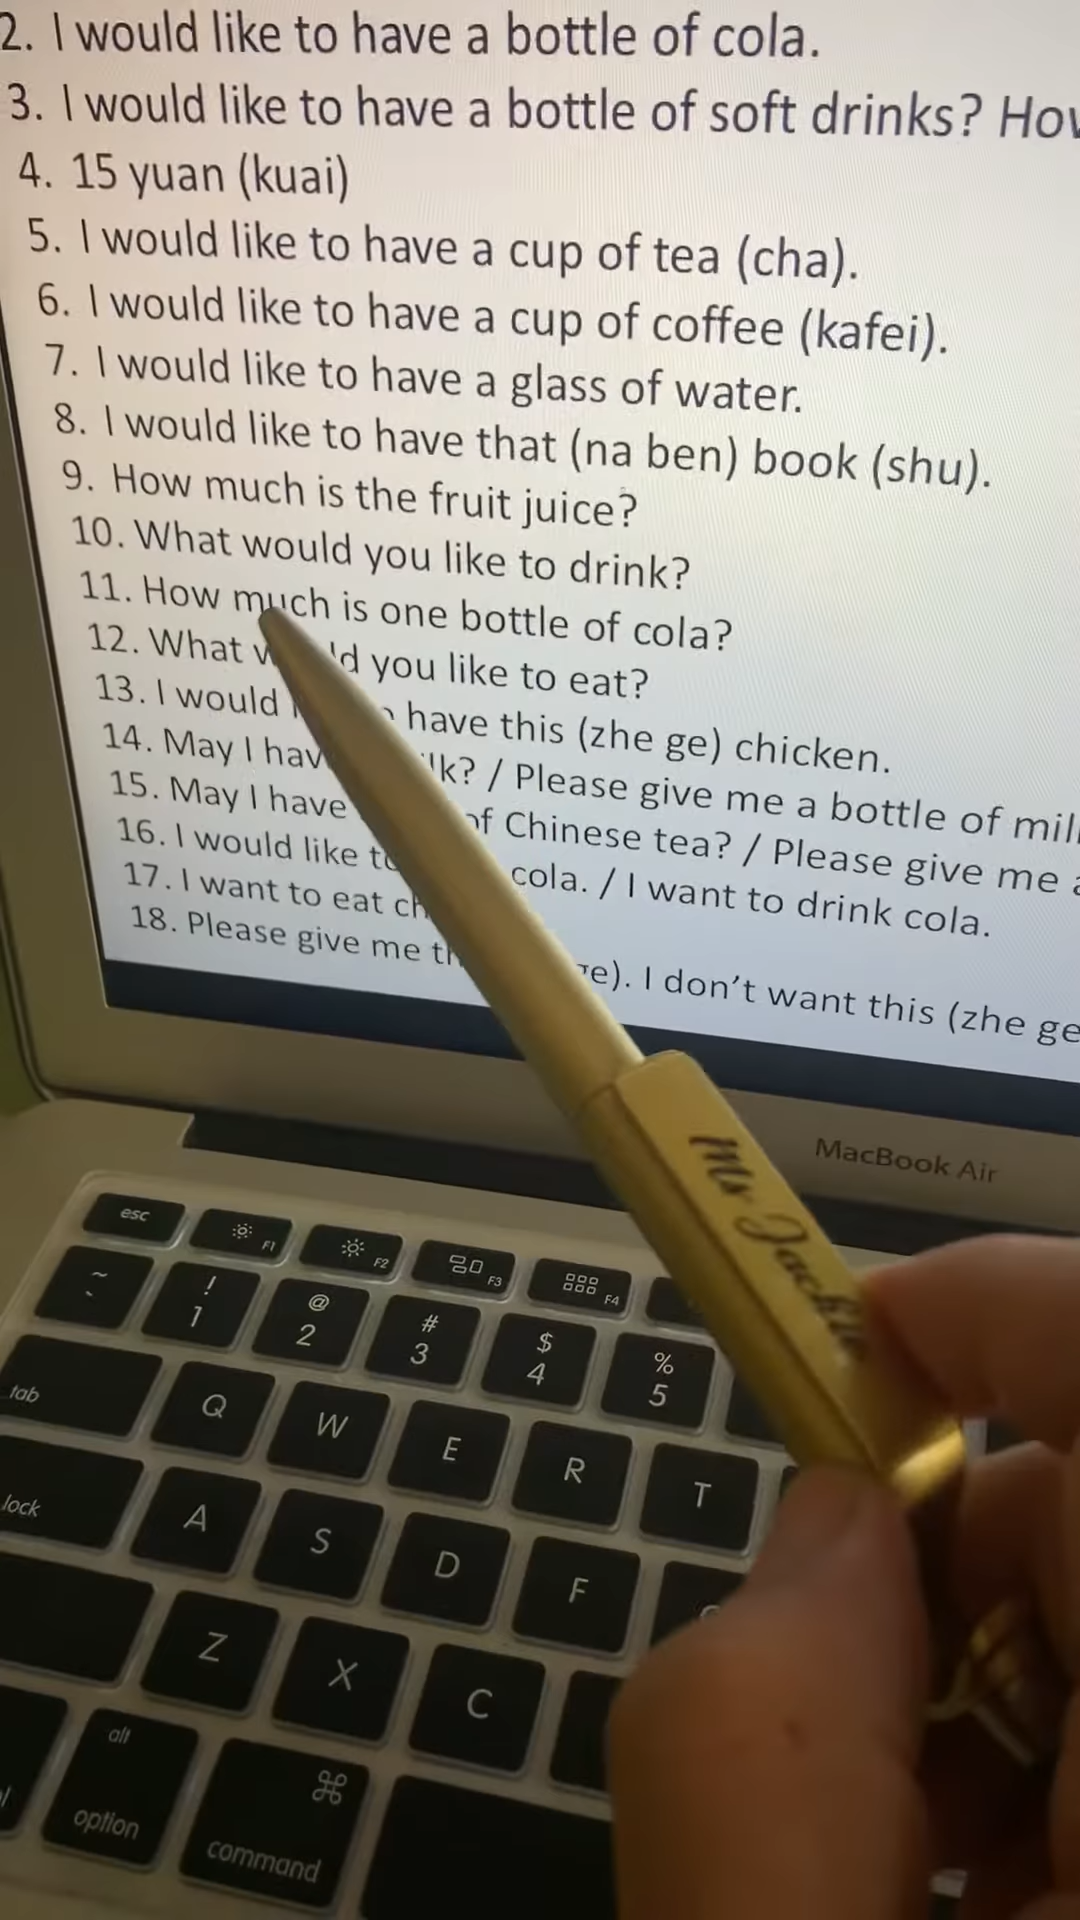 2. I would like to have a bottle of cola.
3. I would like to have a bottle of soft drinks?
4. 15 yuan (kuai)
5. I would like to have a cup of tea (cha).
6. I would like to have a cup of coffee (kafei).
7. I would like to have a glass of water.
8. I would like to have that (na ben) book (shu).
9. How much is the fruit juice?
10. What would you like to drink?
11. How much is one bottle of cola?
12. What you like to eat?
13. I would have this (zhe ge) chicken.
14. May I / Please give me a bottle of
15. May I have of Chinese tea? / Please give me
16. I would like cola. / I want to drink cola.
17. I want to eat
18. Please give me I don't want this (zhe ge
MacBook Air
Mr
esc
F1 F2 F3 F4
~ ! @ # $ %
` 1 2 3 4 5
tab Q W E R T
lock A S D F
Z X C
alt ⌘
option command